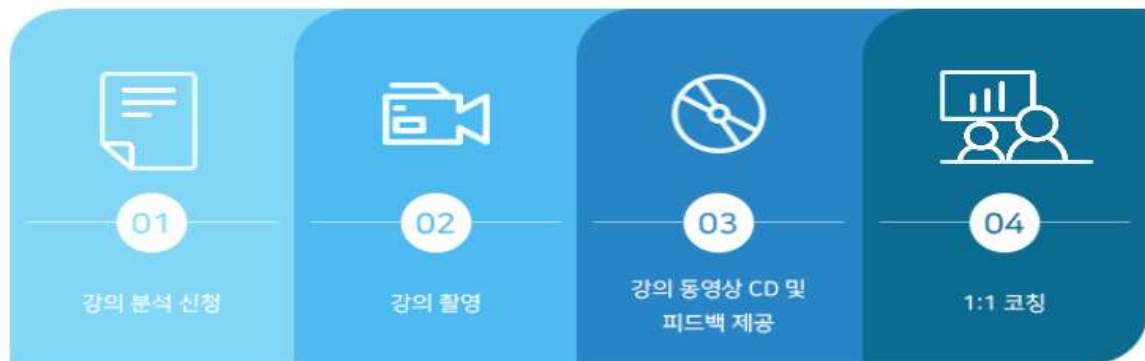 01
강의 분석 신청
02
강의 촬영
03
강의 동영상 CD 및
피드백 제공
04
1:1 코칭